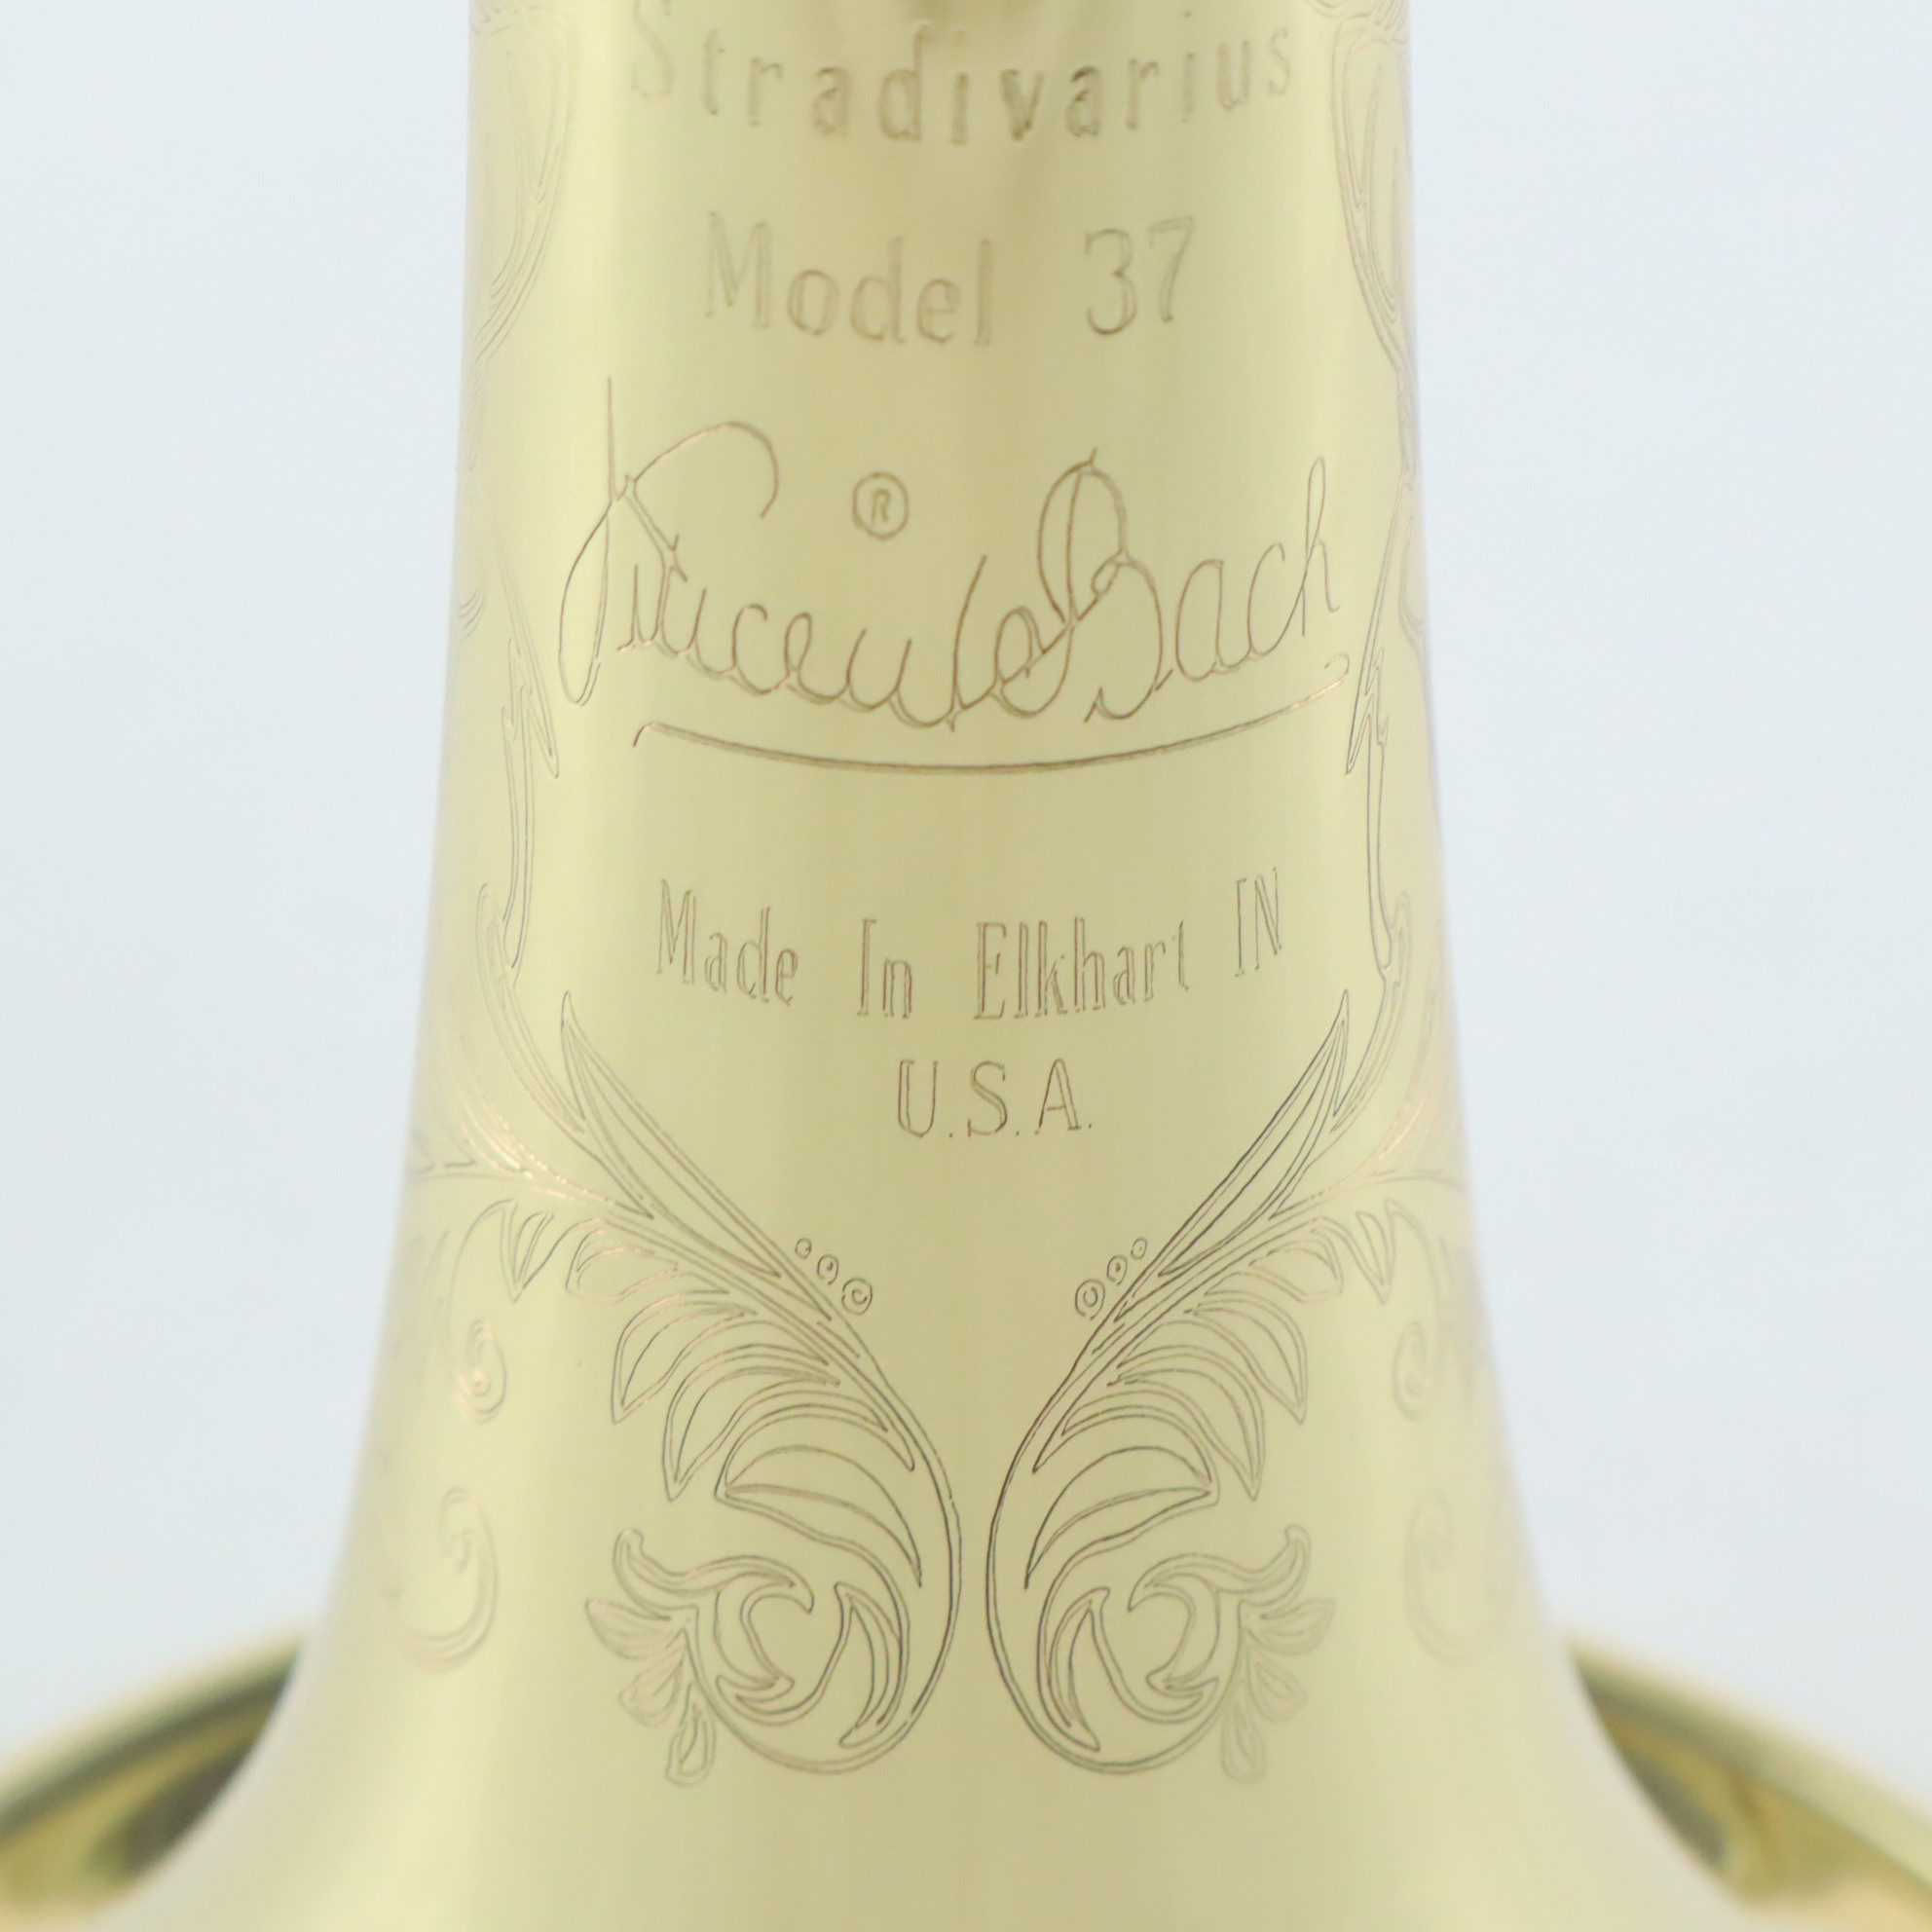 Stradivarius
Model 37
®
Vincent Bach
Made In Elkhart IN
U.S.A.